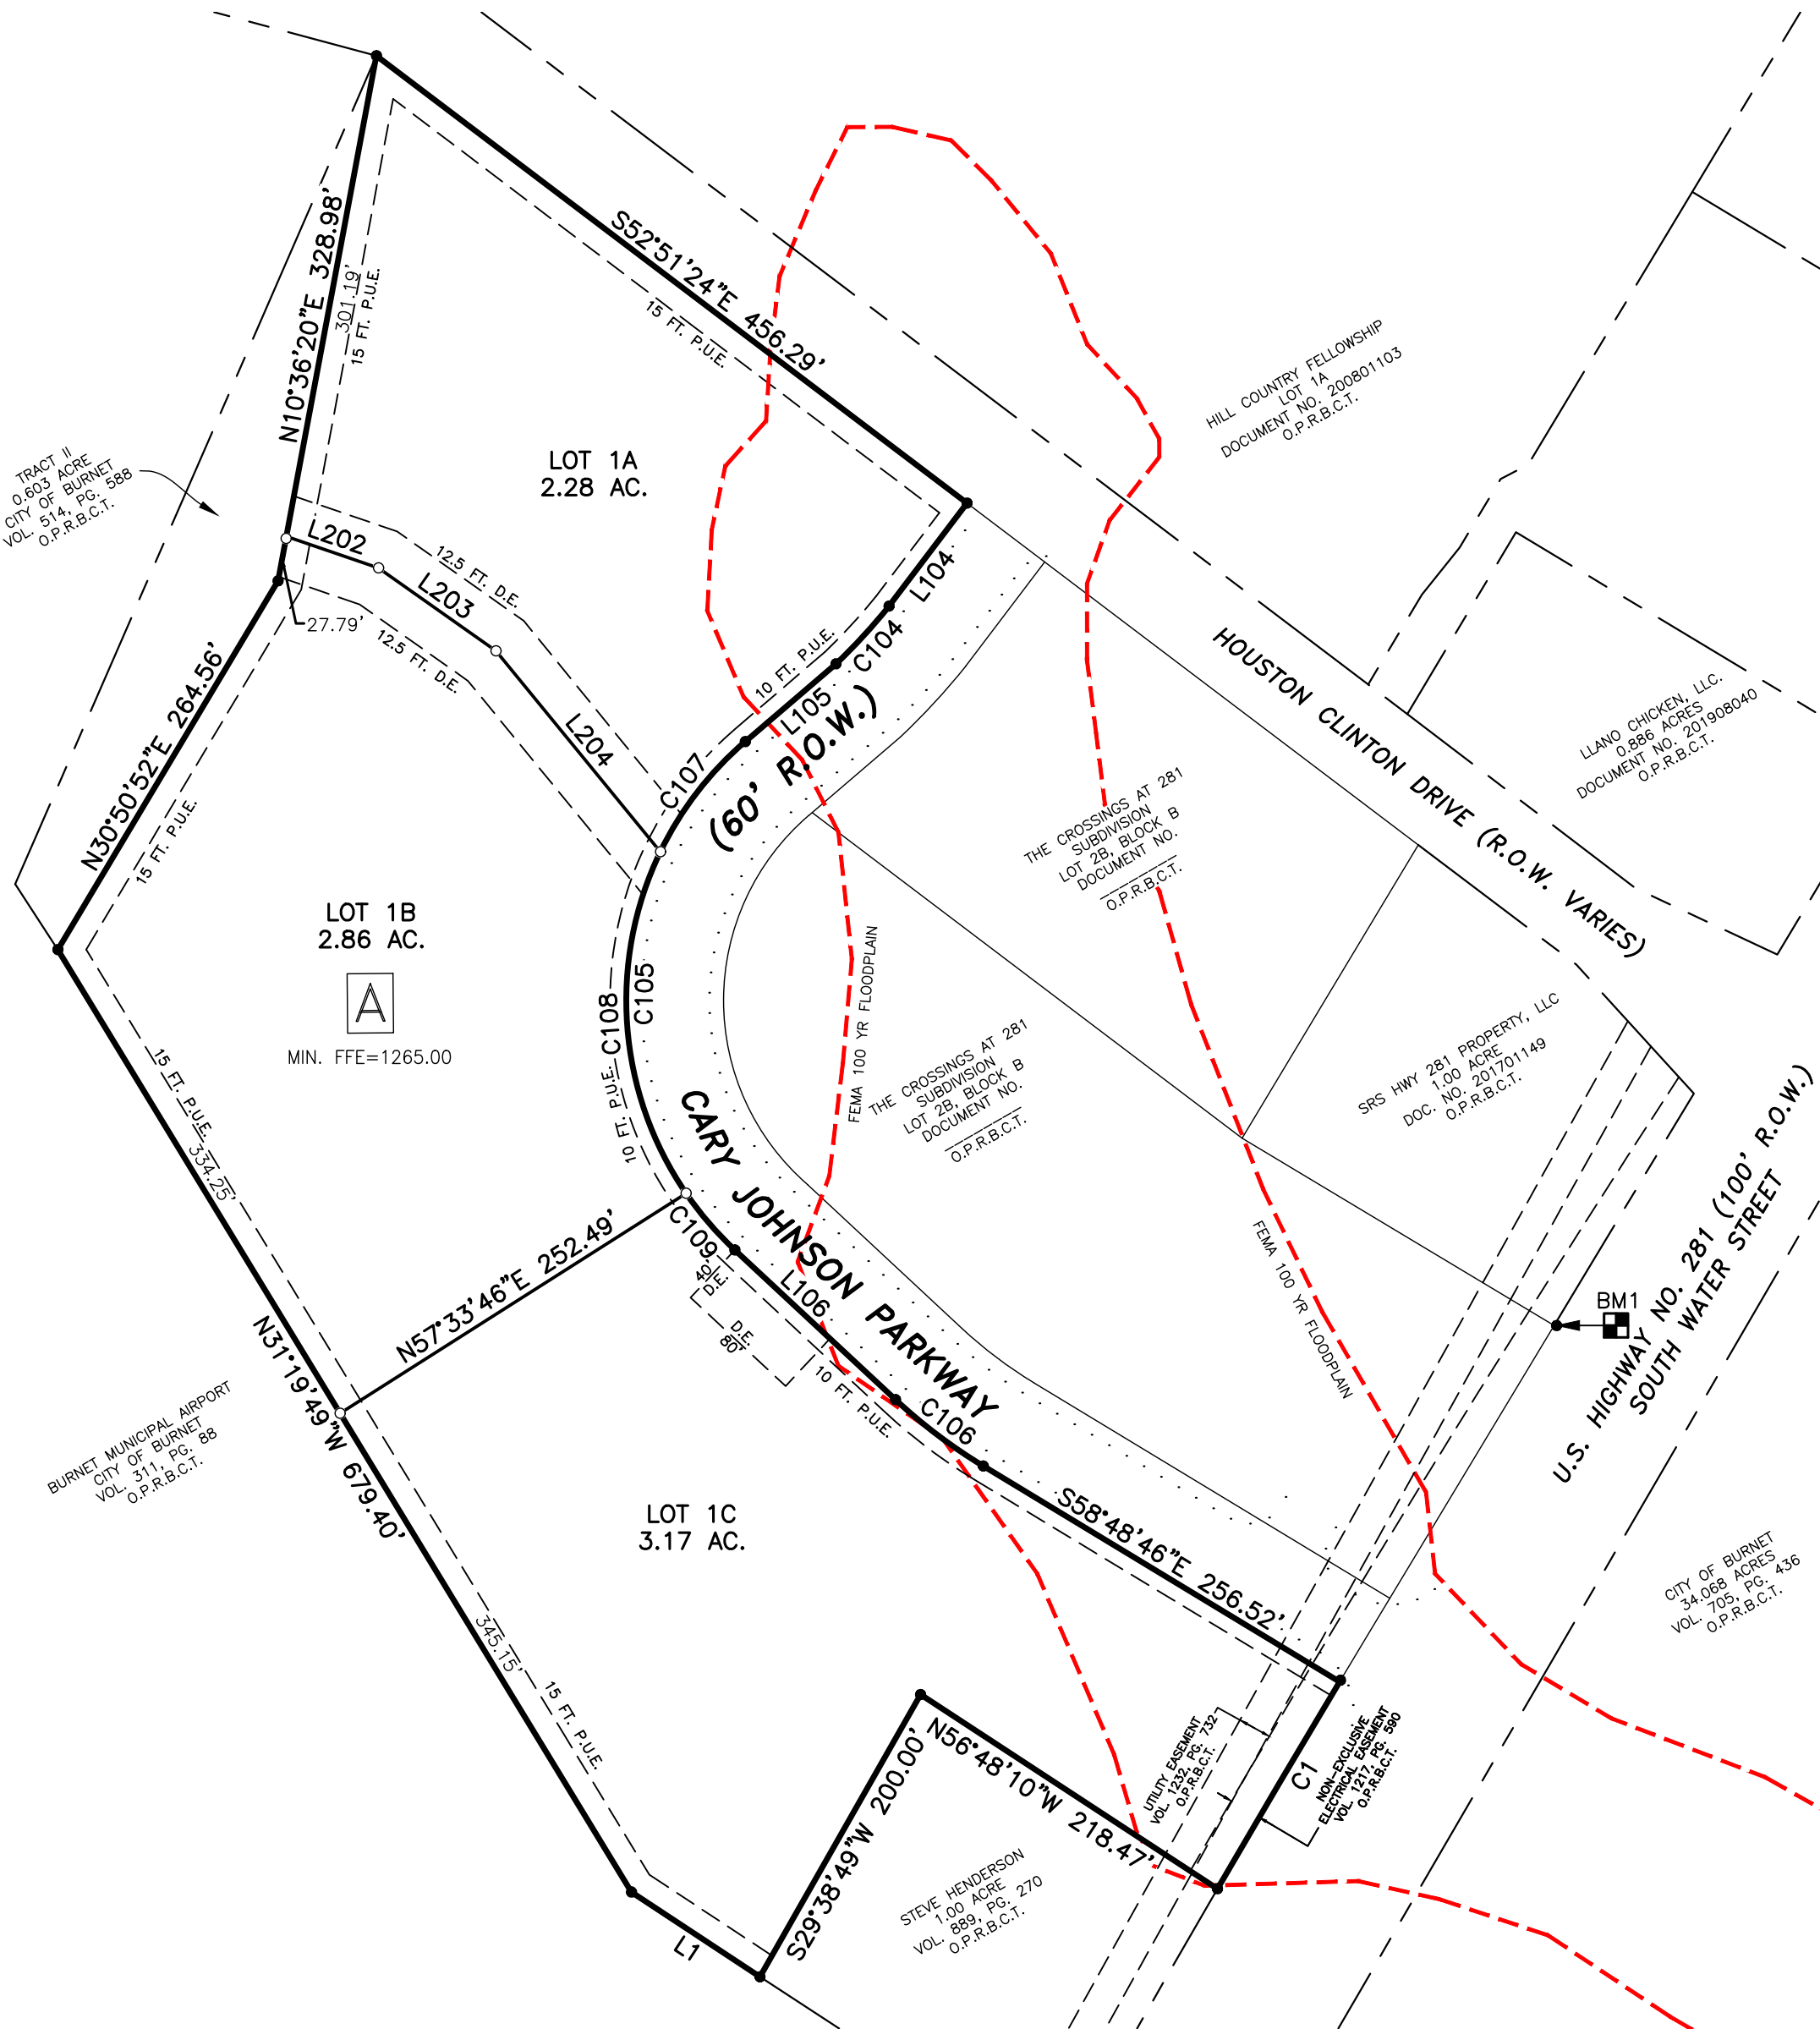 S52°51'24"E 456.29'
15 FT. P.U.E.
N10°36'20"E 328.98'
301.19'
15 FT. P.U.E.
HILL COUNTRY FELLOWSHIP
LOT 1A
DOCUMENT NO. 200801103
O.P.R.B.C.T.
TRACT II
0.603 ACRE
CITY OF BURNET
VOL. 514, PG. 588
O.P.R.B.C.T.
LOT 1A
2.28 AC.
L202
L203
L204
12.5 FT. D.E.
12.5 FT. D.E.
27.79'
L104
C104
10 FT. P.U.E.
L105
C107
(60' R.O.W.)
HOUSTON CLINTON DRIVE (R.O.W. VARIES)
LLANO CHICKEN, LLC.
0.886 ACRES
DOCUMENT NO. 201908040
O.P.R.B.C.T.
N30°50'52"E 264.56'
15 FT. P.U.E.
THE CROSSINGS AT 281
SUBDIVISION
LOT 2B, BLOCK B
DOCUMENT NO.
O.P.R.B.C.T.
LOT 1B
2.86 AC.
A
MIN. FFE=1265.00
C105
10 FT. P.U.E. C108
FEMA 100 YR FLOODPLAIN
THE CROSSINGS AT 281
SUBDIVISION
LOT 2B, BLOCK B
DOCUMENT NO.
O.P.R.B.C.T.
SRS HWY 281 PROPERTY, LLC
1.00 ACRE
DOC. NO. 201701149
O.P.R.B.C.T.
15 FT. P.U.E.
334.25'
CARY JOHNSON PARKWAY
C109
40'
D.E.
L106
D.E.
80'
10 FT. P.U.E.
C106
FEMA 100 YR FLOODPLAIN
BM1
U.S. HIGHWAY NO. 281 (100' R.O.W.)
SOUTH WATER STREET
N57°33'46"E 252.49'
N31°19'49"W 679.40'
BURNET MUNICIPAL AIRPORT
CITY OF BURNET
VOL. 311, PG. 88
O.P.R.B.C.T.
LOT 1C
3.17 AC.
S58°48'46"E 256.52'
CITY OF BURNET
34.068 ACRES
VOL. 705, PG. 436
O.P.R.B.C.T.
345.15'
15 FT. P.U.E.
N56°48'10"W 218.47'
S29°38'49"W 200.00'
UTILITY EASEMENT
VOL. 1232, PG. 732
O.P.R.B.C.T.
C1
NON-EXCLUSIVE
ELECTRICAL EASEMENT
VOL. 1217, PG. 590
O.P.R.B.C.T.
STEVE HENDERSON
1.00 ACRE
VOL. 889, PG. 270
O.P.R.B.C.T.
L1